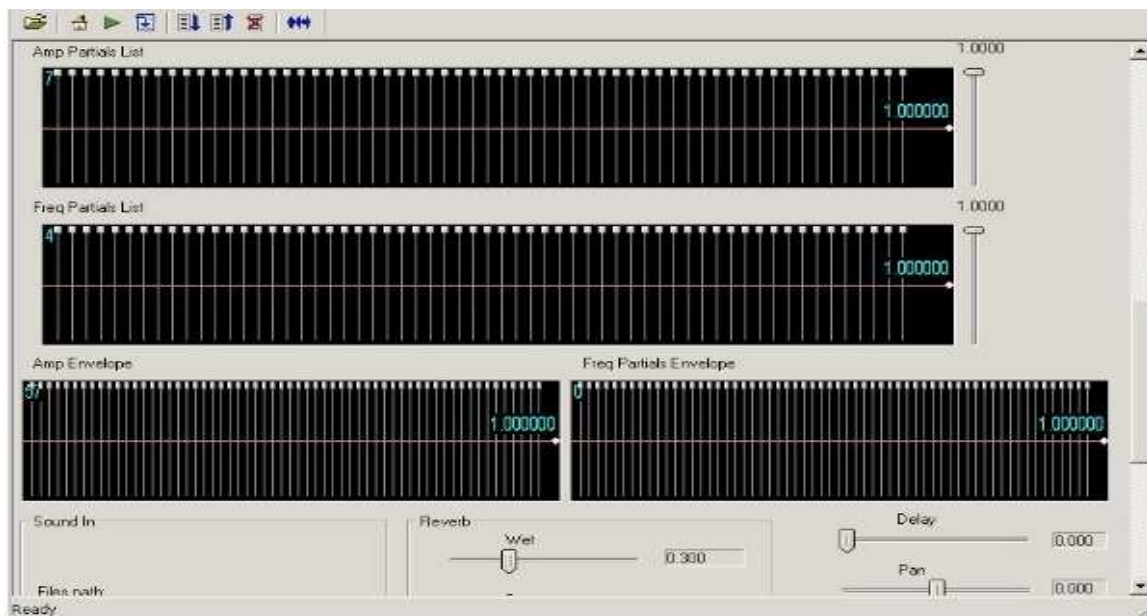 Amp Partials List
1.0000
7
1.000000
Freq Partials List
1.0000
4
1.000000
Amp Envelope
Freq Partials Envelope
37
0
1.000000
1.000000
Sound In
Reverb
Delay
Wet
0.300
0.000
Pan
0.000
Files path:
Ready